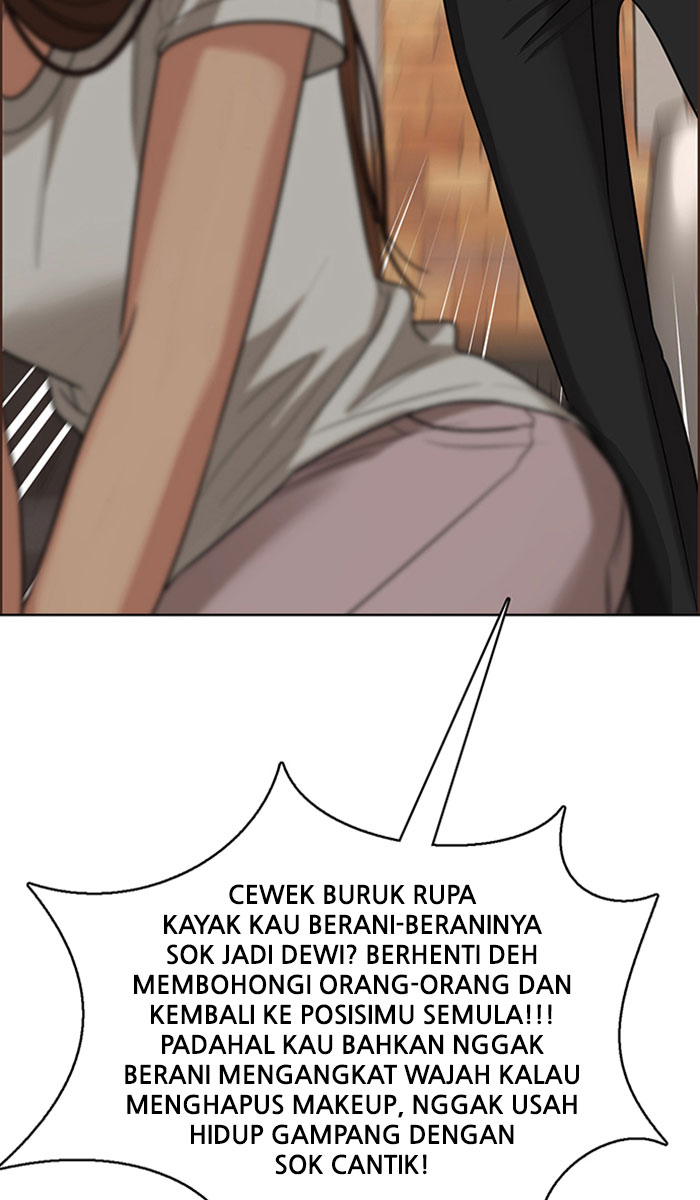 CEWEK BURUK RUPA
KAYAK KAU BERANI-BERANINYA
SOK JADI DEWI? BERHENTI DEH
MEMBOHONGI ORANG-ORANG DAN
KEMBALI KE POSISIMU SEMULA!!!
PADAHAL KAU BAHKAN NGGAK
BERANI MENGANGKAT WAJAH KALAU
MENGHAPUS MAKEUP, NGGAK USAH
HIDUP GAMPANG DENGAN
SOK CANTIK!